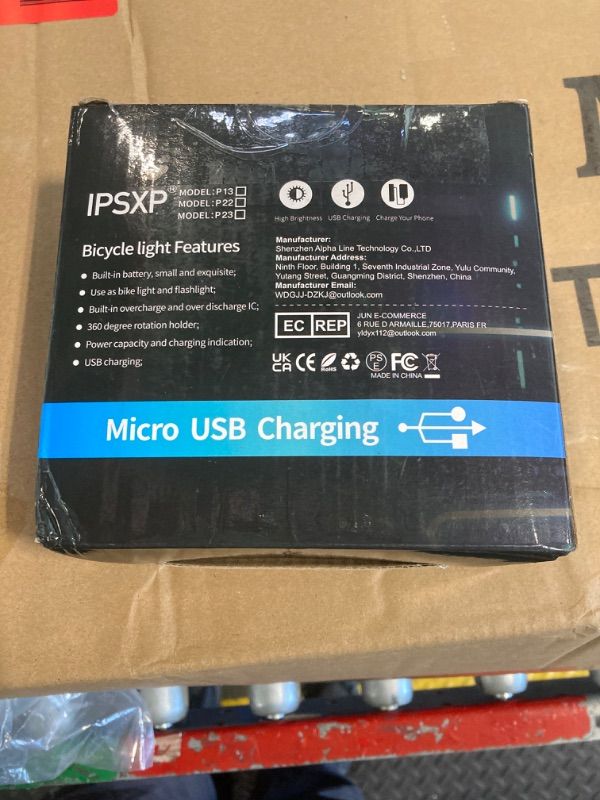 IPSXP®
MODEL:P13
MODEL:P22
MODEL:P23
High Brightness USB Charging Charge Your Phone
Bicycle light Features
• Built-in battery, small and exquisite;
• Use as bike light and flashlight;
• Built-in overcharge and over discharge IC;
• 360 degree rotation holder;
• Power capacity and charging indication;
• USB charging;
Manufacturer:
Shenzhen Alpha Line Technology Co.,LTD
Manufacturer Address:
Ninth Floor, Building 1, Seventh Industrial Zone, Yulu Community,
Yutang Street, Guangming District, Shenzhen, China
Manufacturer Email:
WDGJJ-DZKJ@outlook.com
EC REP
JUN E-COMMERCE
6 RUE D ARMAILLE,75017,PARIS FR
yldyx112@outlook.com
UK CA CE RoHS PS E FC
MADE IN CHINA
Micro USB Charging